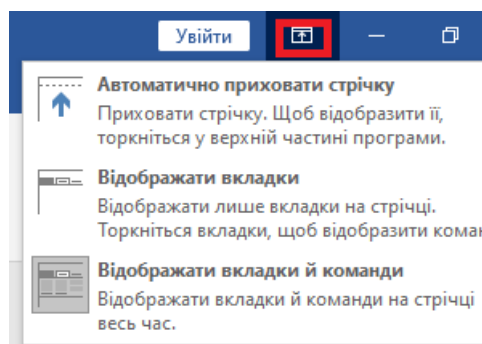 Увійти
Автоматично приховати стрічку
Приховати стрічку. Щоб відобразити її,
торкніться у верхній частині програми.
Відображати вкладки
Відображати лише вкладки на стрічці.
Торкніться вкладки, щоб відобразити
Відображати вкладки й команди
Відображати вкладки й команди на стрічці
весь час.